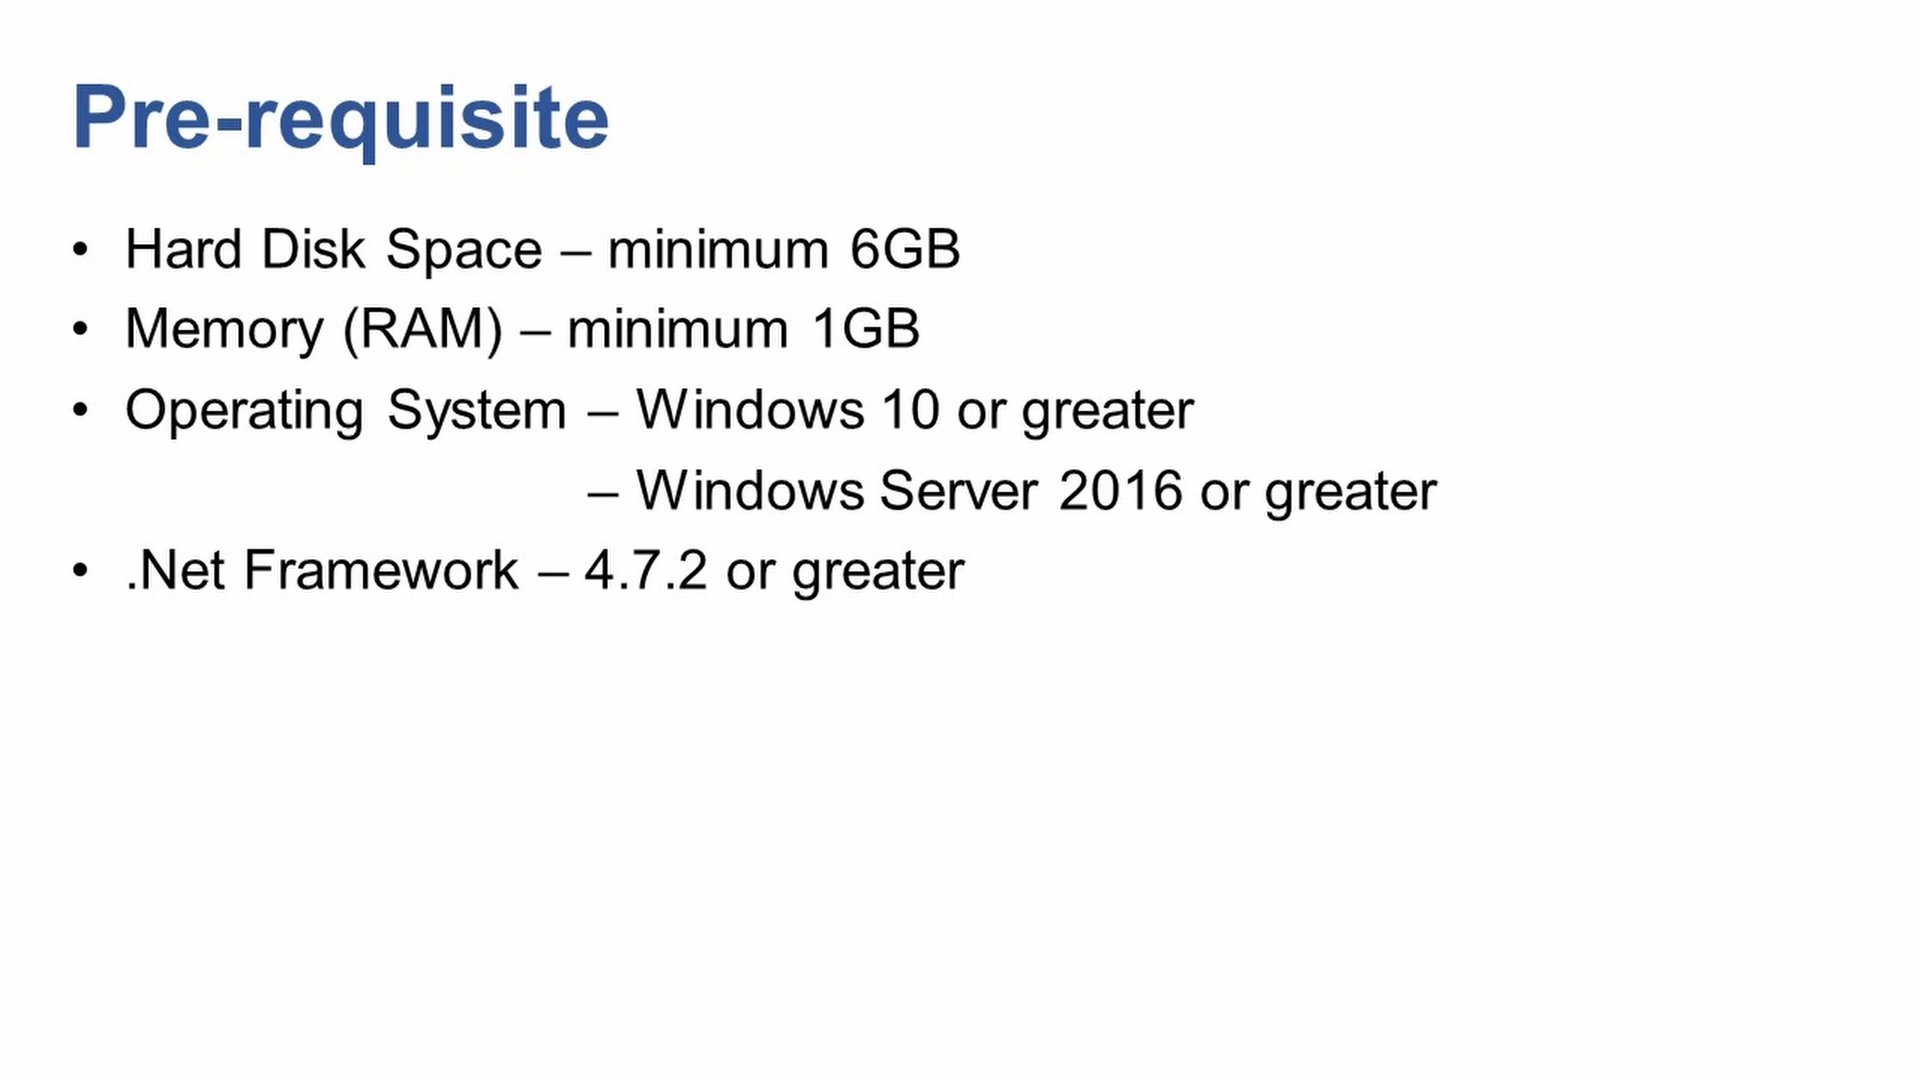 Pre-requisite
• Hard Disk Space – minimum 6GB
• Memory (RAM) – minimum 1GB
• Operating System – Windows 10 or greater
– Windows Server 2016 or greater
• .Net Framework – 4.7.2 or greater